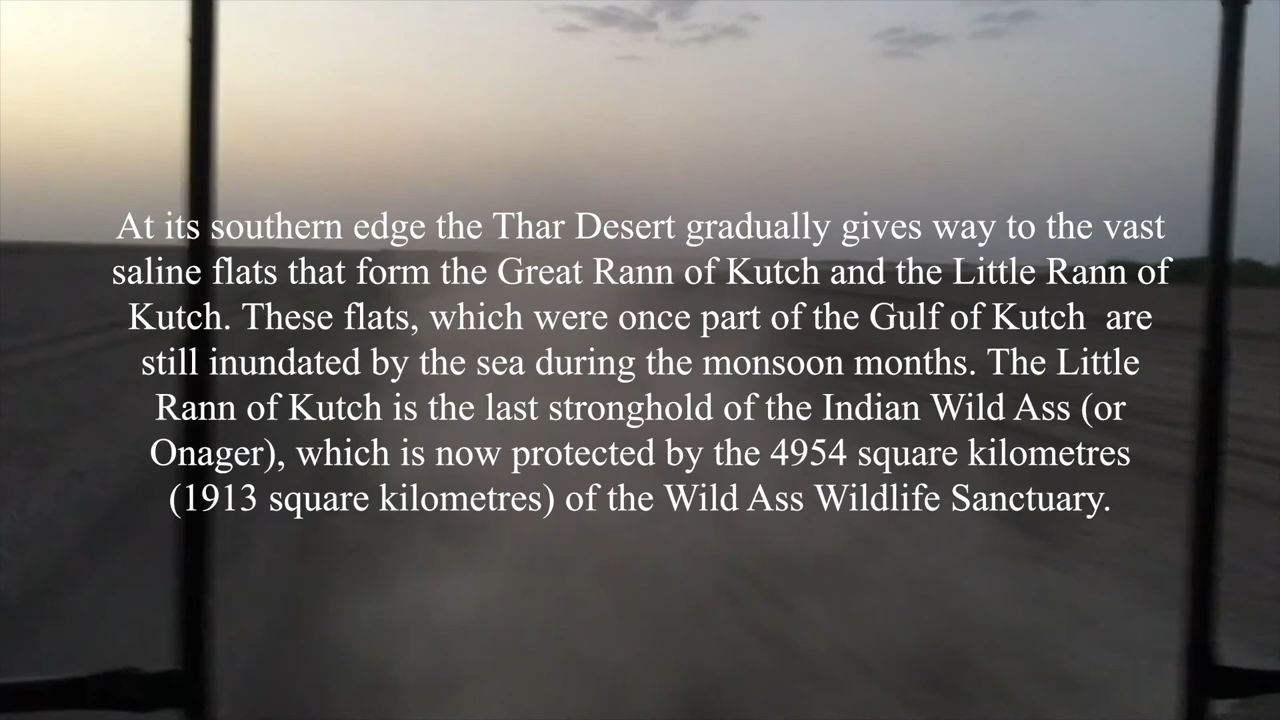 At its southern edge the Thar Desert gradually gives way to the vast
saline flats that form the Great Rann of Kutch and the Little Rann of
Kutch. These flats, which were once part of the Gulf of Kutch  are
still inundated by the sea during the monsoon months. The Little
Rann of Kutch is the last stronghold of the Indian Wild Ass (or
Onager), which is now protected by the 4954 square kilometres
(1913 square kilometres) of the Wild Ass Wildlife Sanctuary.